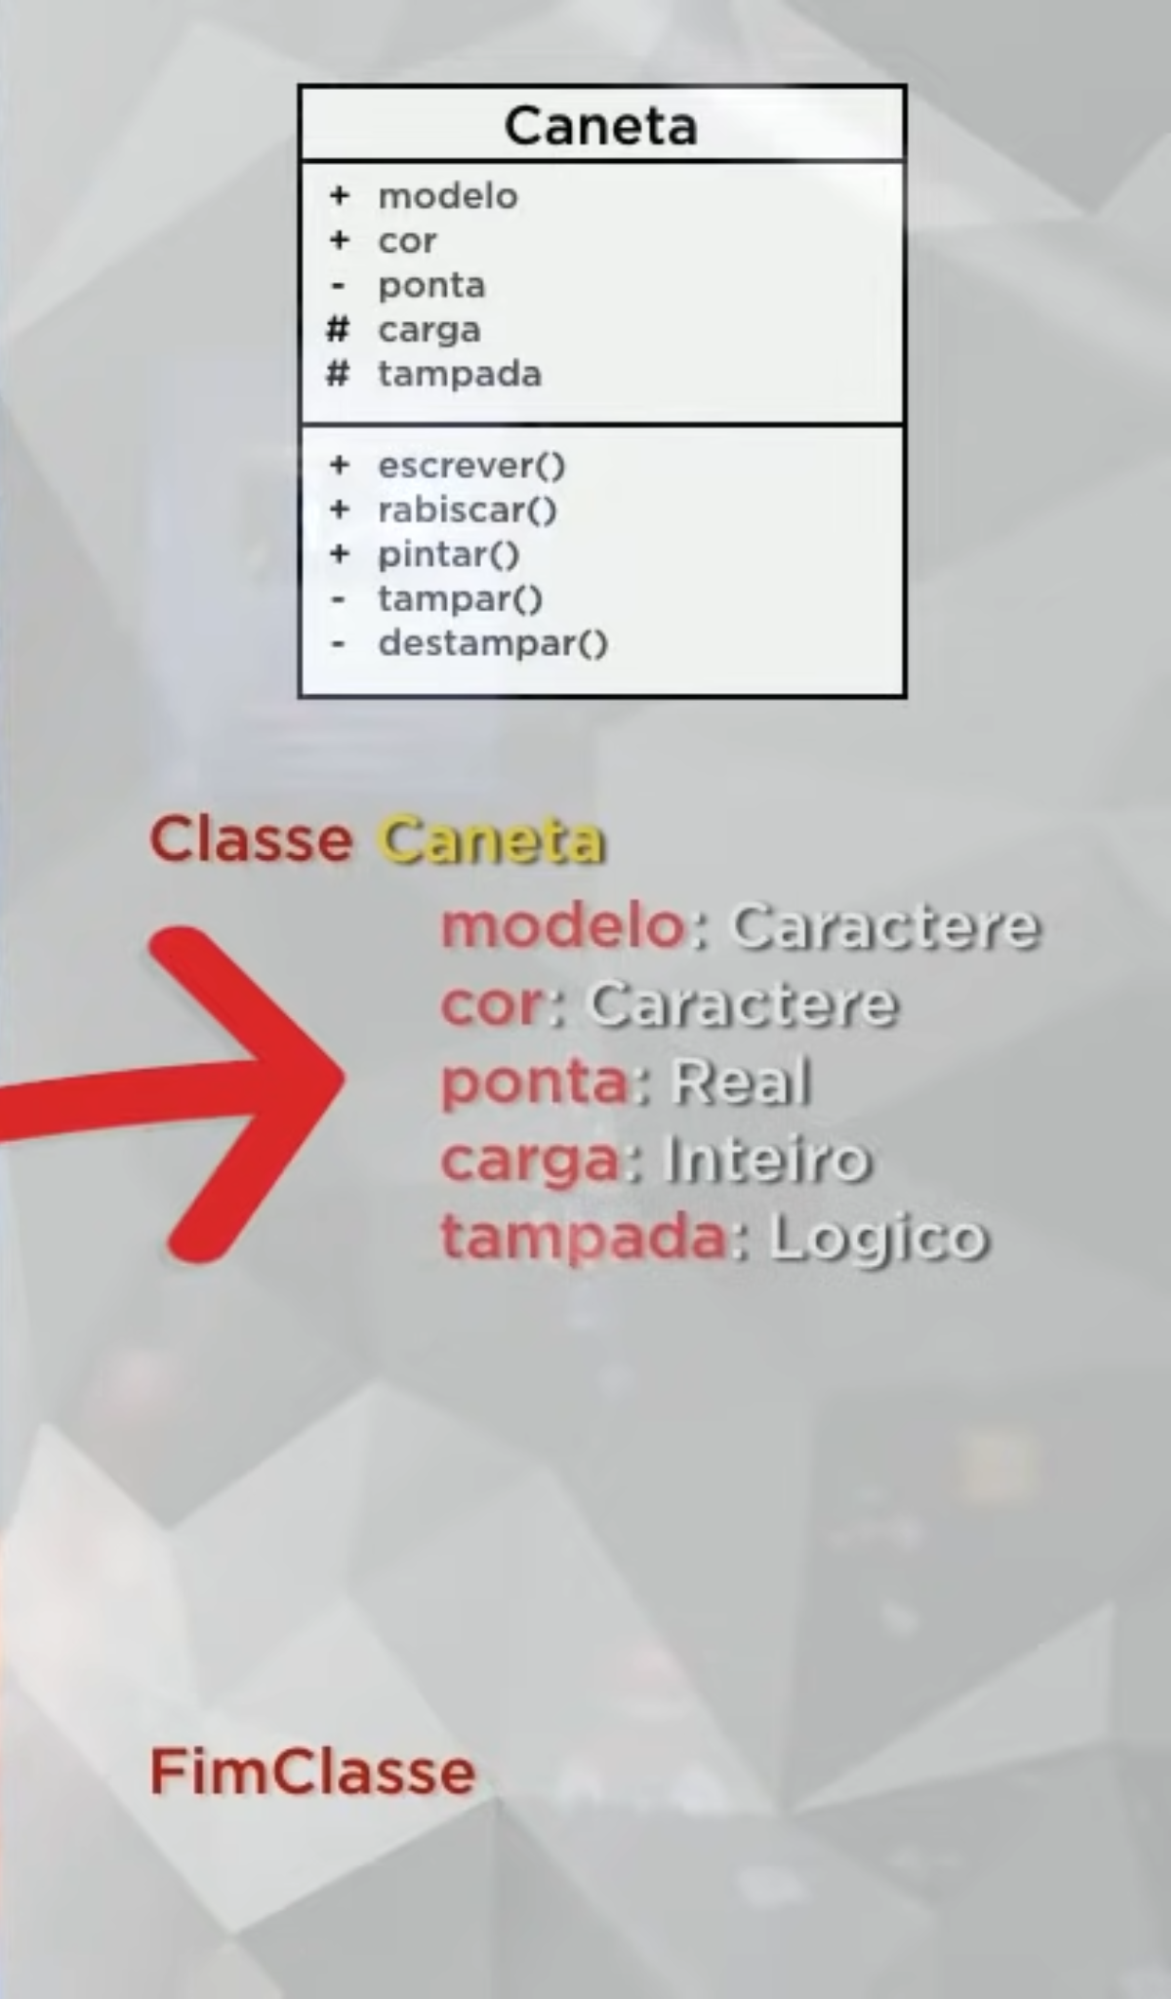 Caneta
+ modelo
+ cor
- ponta
# carga
# tampada
+ escrever()
+ rabiscar()
+ pintar()
- tampar()
- destampar()
Classe Caneta
modelo: Caractere
cor: Caractere
ponta: Real
carga: Inteiro
tampada: Logico
FimClasse